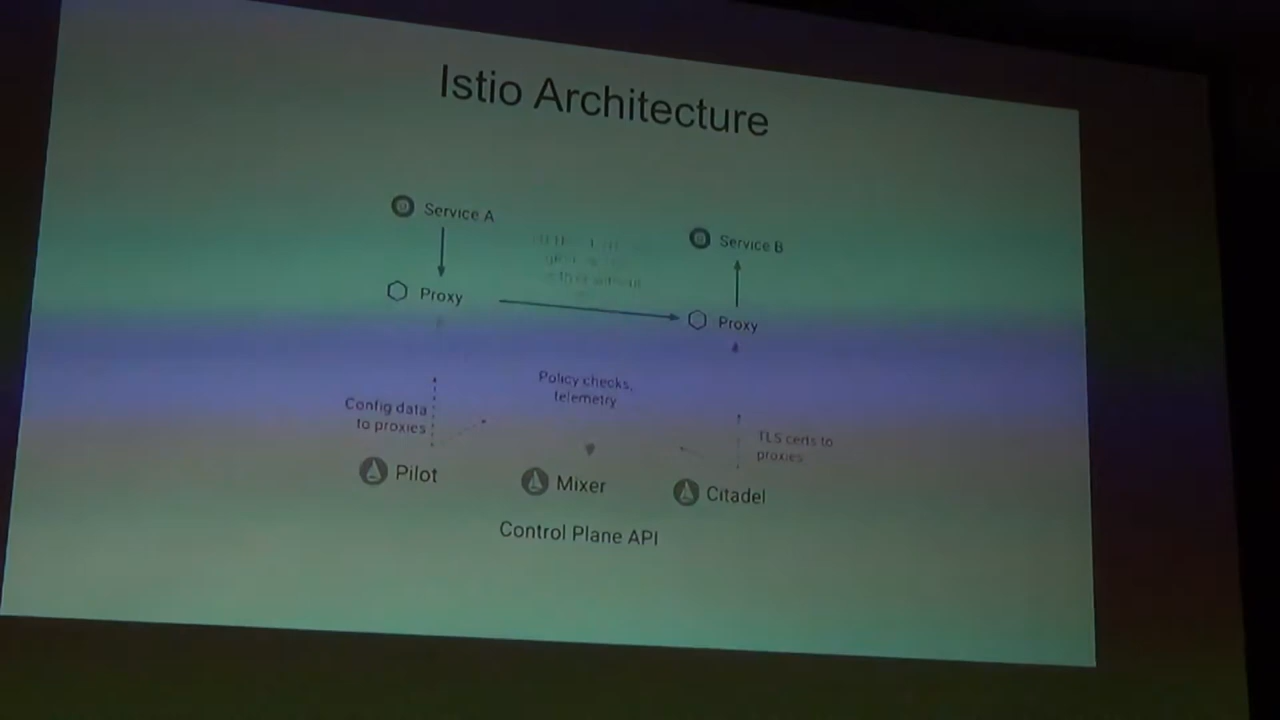 Istio Architecture
Service A
Service B
Proxy
Proxy
Policy checks,
telemetry
Config data
to proxies
TLS certs to
proxies
Pilot
Mixer
Citadel
Control Plane API